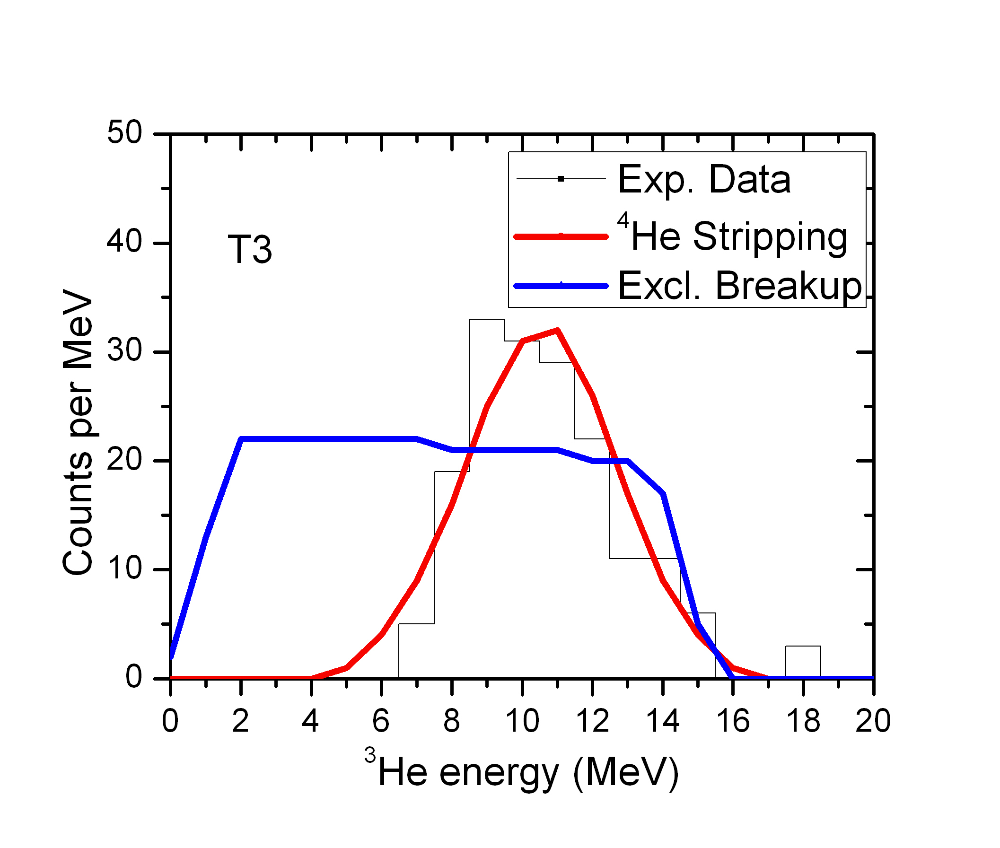 50
40
30
20
10
0
Counts per MeV
T3
Exp. Data
⁴He Stripping
Excl. Breakup
0 2 4 6 8 10 12 14 16 18 20
³He energy (MeV)